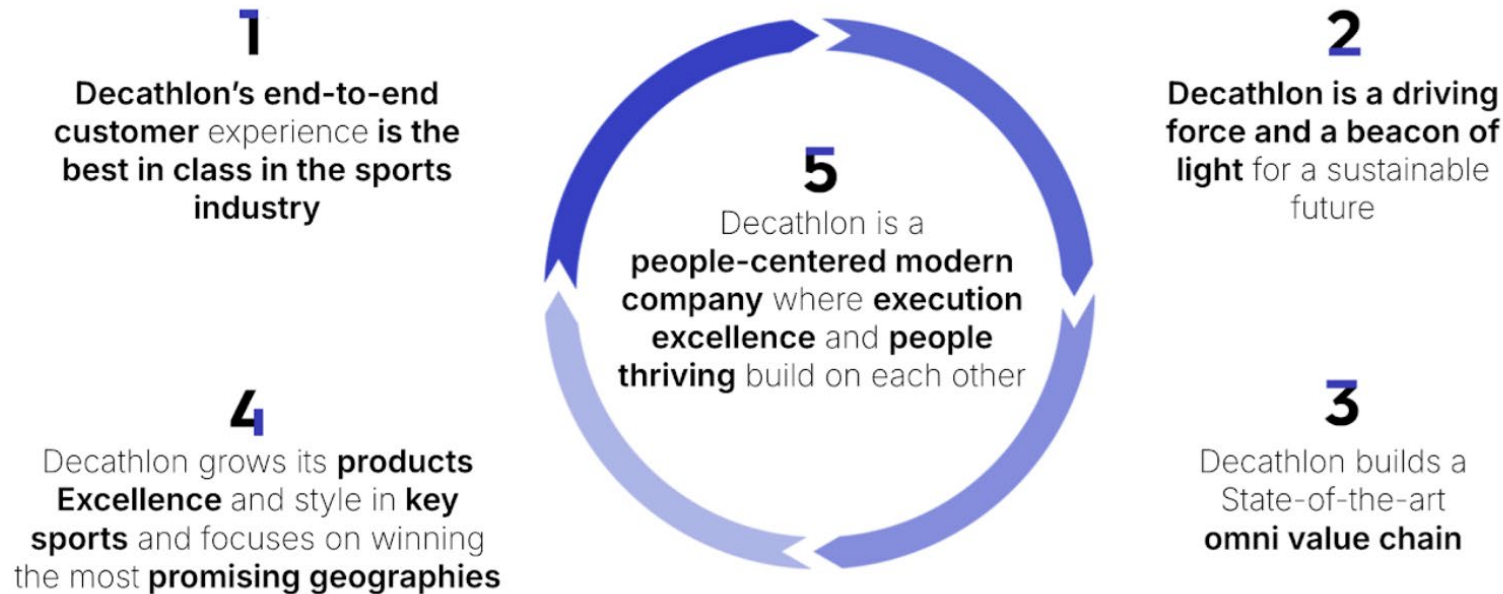 1
Decathlon’s end-to-end
customer experience is the
best in class in the sports
industry
2
Decathlon is a driving
force and a beacon of
light for a sustainable
future
5
Decathlon is a
people-centered modern
company where execution
excellence and people
thriving build on each other
4
Decathlon grows its products
Excellence and style in key
sports and focuses on winning
the most promising geographies
3
Decathlon builds a
State-of-the-art
omni value chain